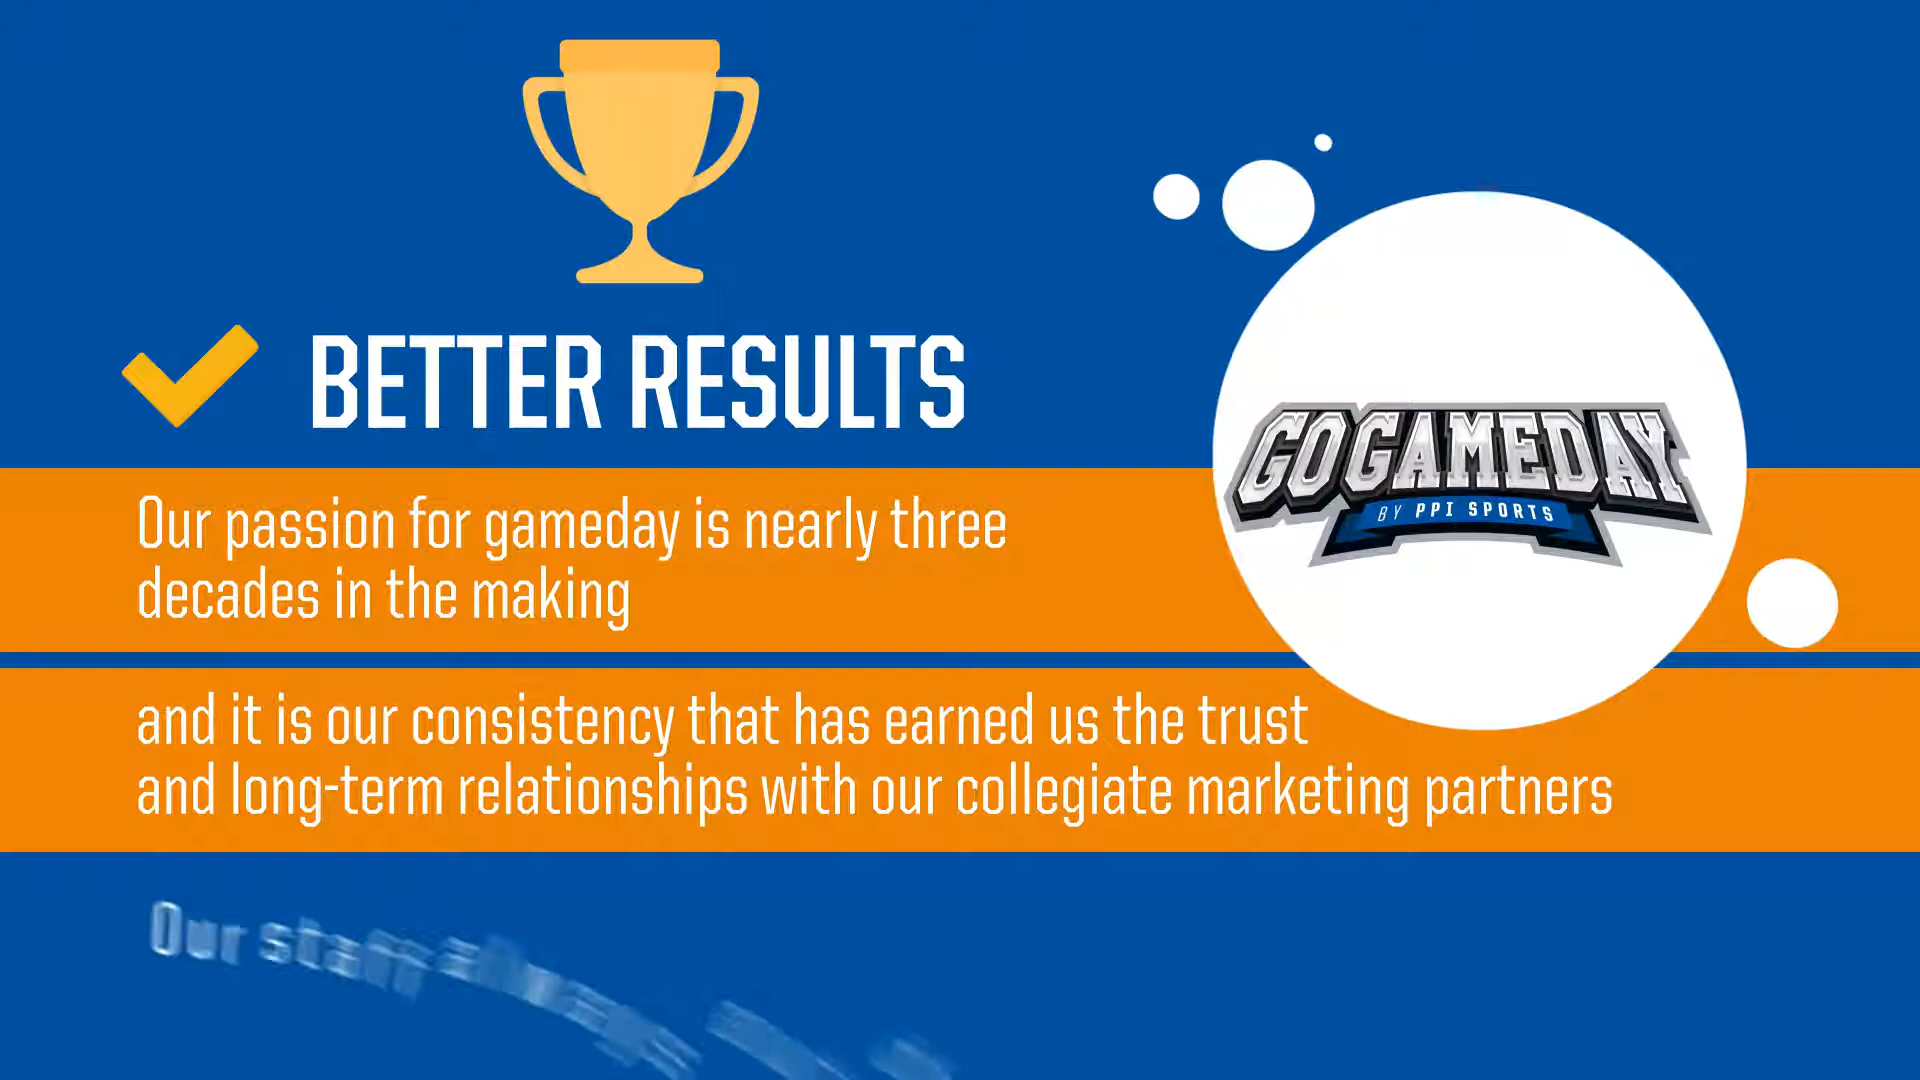 BETTER RESULTS
GOGAMEDAY
BY PPI SPORTS
Our passion for gameday is nearly three
decades in the making
and it is our consistency that has earned us the trust
and long-term relationships with our collegiate marketing partners
Our staff